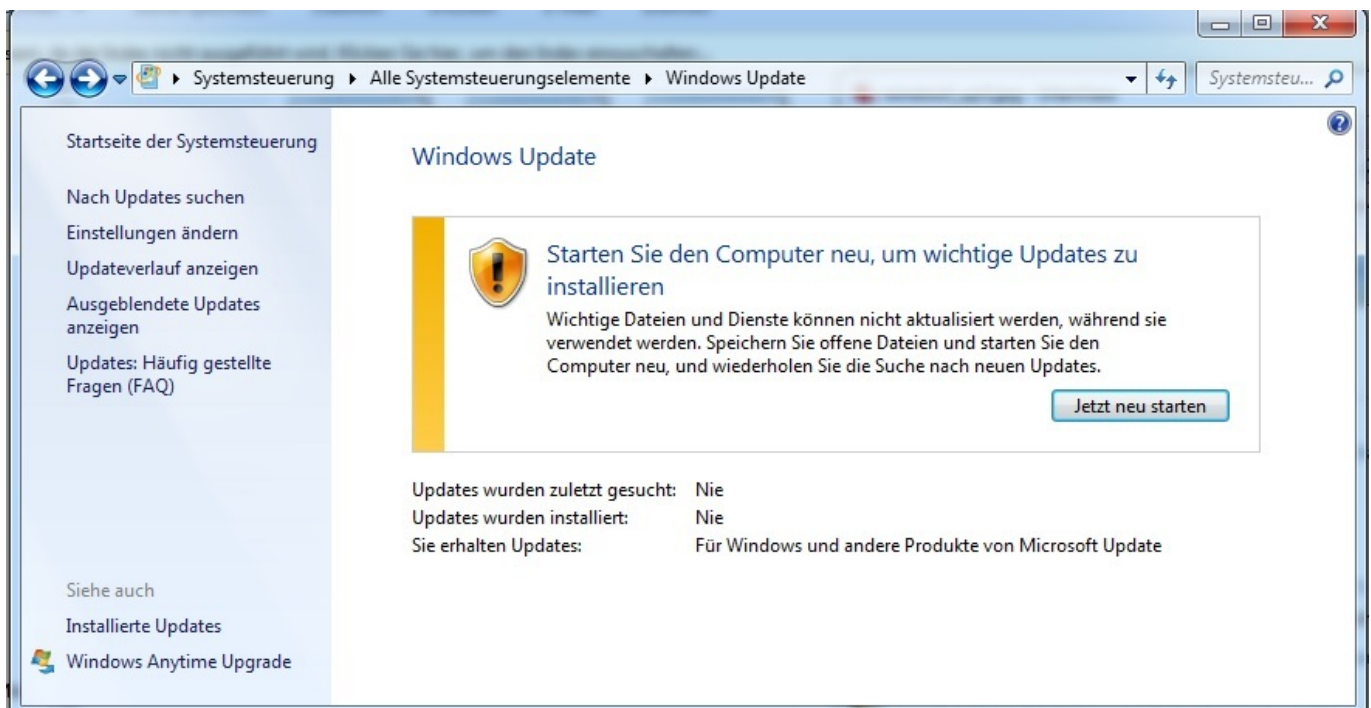 Systemsteuerung ▸ Alle Systemsteuerungselemente ▸ Windows Update
Systemsteu...
Startseite der Systemsteuerung
Nach Updates suchen
Einstellungen ändern
Updateverlauf anzeigen
Ausgeblendete Updates
anzeigen
Updates: Häufig gestellte
Fragen (FAQ)
Siehe auch
Installierte Updates
Windows Anytime Upgrade
Windows Update
Starten Sie den Computer neu, um wichtige Updates zu
installieren
Wichtige Dateien und Dienste können nicht aktualisiert werden, während sie
verwendet werden. Speichern Sie offene Dateien und starten Sie den
Computer neu, und wiederholen Sie die Suche nach neuen Updates.
Jetzt neu starten
Updates wurden zuletzt gesucht: Nie
Updates wurden installiert: Nie
Sie erhalten Updates: Für Windows und andere Produkte von Microsoft Update